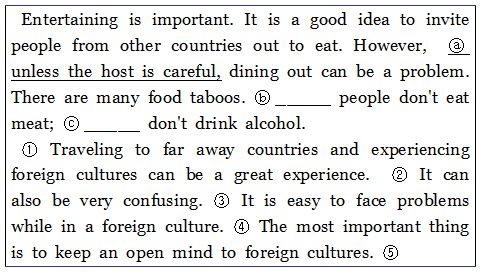 Entertaining is important. It is a good idea to invite
people from other countries out to eat. However, ⓐ
unless the host is careful, dining out can be a problem.
There are many food taboos. ⓑ______ people don't eat
meat; ⓒ______ don't drink alcohol.
① Traveling to far away countries and experiencing
foreign cultures can be a great experience. ② It can
also be very confusing. ③ It is easy to face problems
while in a foreign culture. ④ The most important thing
is to keep an open mind to foreign cultures. ⑤